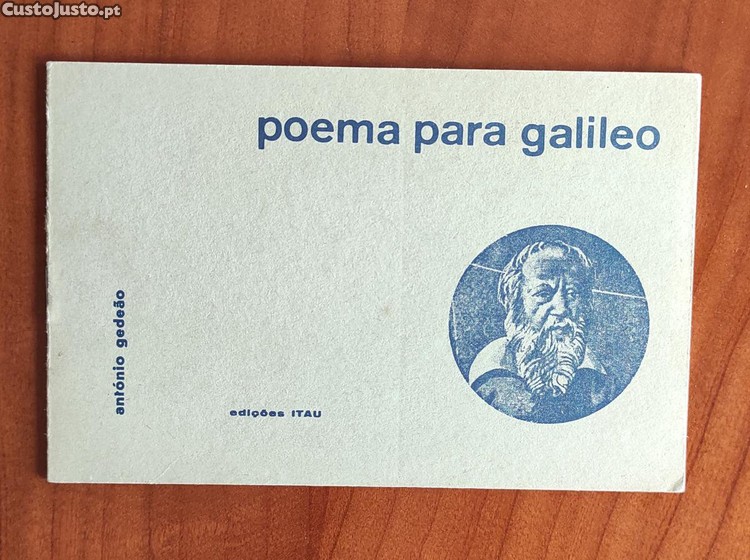 CustoJusto.pt
poema para galileo
antónio gedeão
edições ITAU